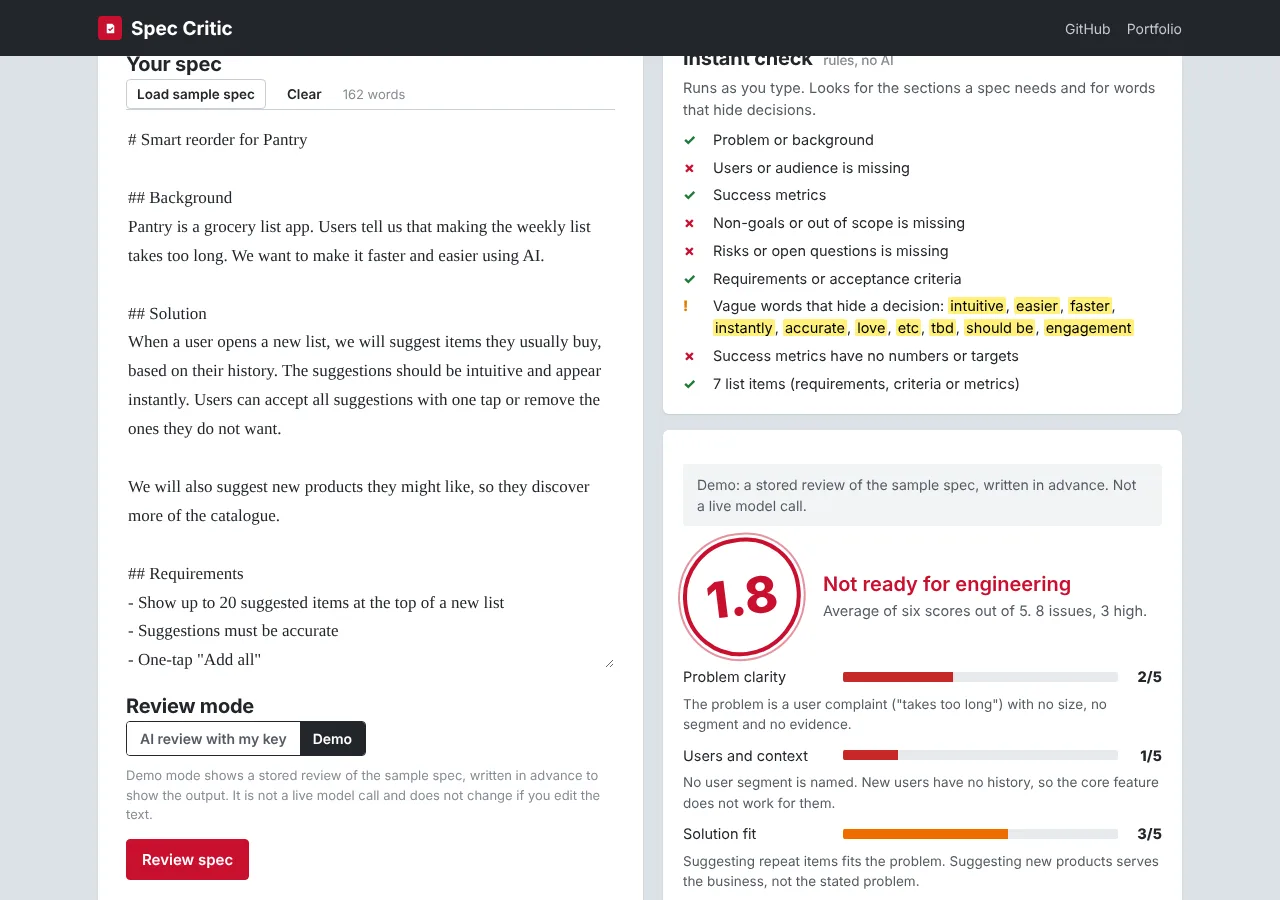 Spec Critic
GitHub
Portfolio
Your spec
Load sample spec
Clear
162 words
# Smart reorder for Pantry
## Background
Pantry is a grocery list app. Users tell us that making the weekly list
takes too long. We want to make it faster and easier using AI.
## Solution
When a user opens a new list, we will suggest items they usually buy,
based on their history. The suggestions should be intuitive and appear
instantly. Users can accept all suggestions with one tap or remove the
ones they do not want.
We will also suggest new products they might like, so they discover
more of the catalogue.
## Requirements
- Show up to 20 suggested items at the top of a new list
- Suggestions must be accurate
- One-tap "Add all"
Review mode
AI review with my key
Demo
Demo mode shows a stored review of the sample spec, written in advance to
show the output. It is not a live model call and does not change if you edit the
text.
Review spec
Instant check rules, no AI
Runs as you type. Looks for the sections a spec needs and for words
that hide decisions.
Problem or background
Users or audience is missing
Success metrics
Non-goals or out of scope is missing
Risks or open questions is missing
Requirements or acceptance criteria
! Vague words that hide a decision: intuitive, easier, faster,
instantly, accurate, love, etc, tbd, should be, engagement
Success metrics have no numbers or targets
7 list items (requirements, criteria or metrics)
Demo: a stored review of the sample spec, written in advance. Not
a live model call.
1.8
Not ready for engineering
Average of six scores out of 5. 8 issues, 3 high.
Problem clarity 2/5
The problem is a user complaint ("takes too long") with no size, no
segment and no evidence.
Users and context 1/5
No user segment is named. New users have no history, so the core feature
does not work for them.
Solution fit 3/5
Suggesting repeat items fits the problem. Suggesting new products serves
the business, not the stated problem.